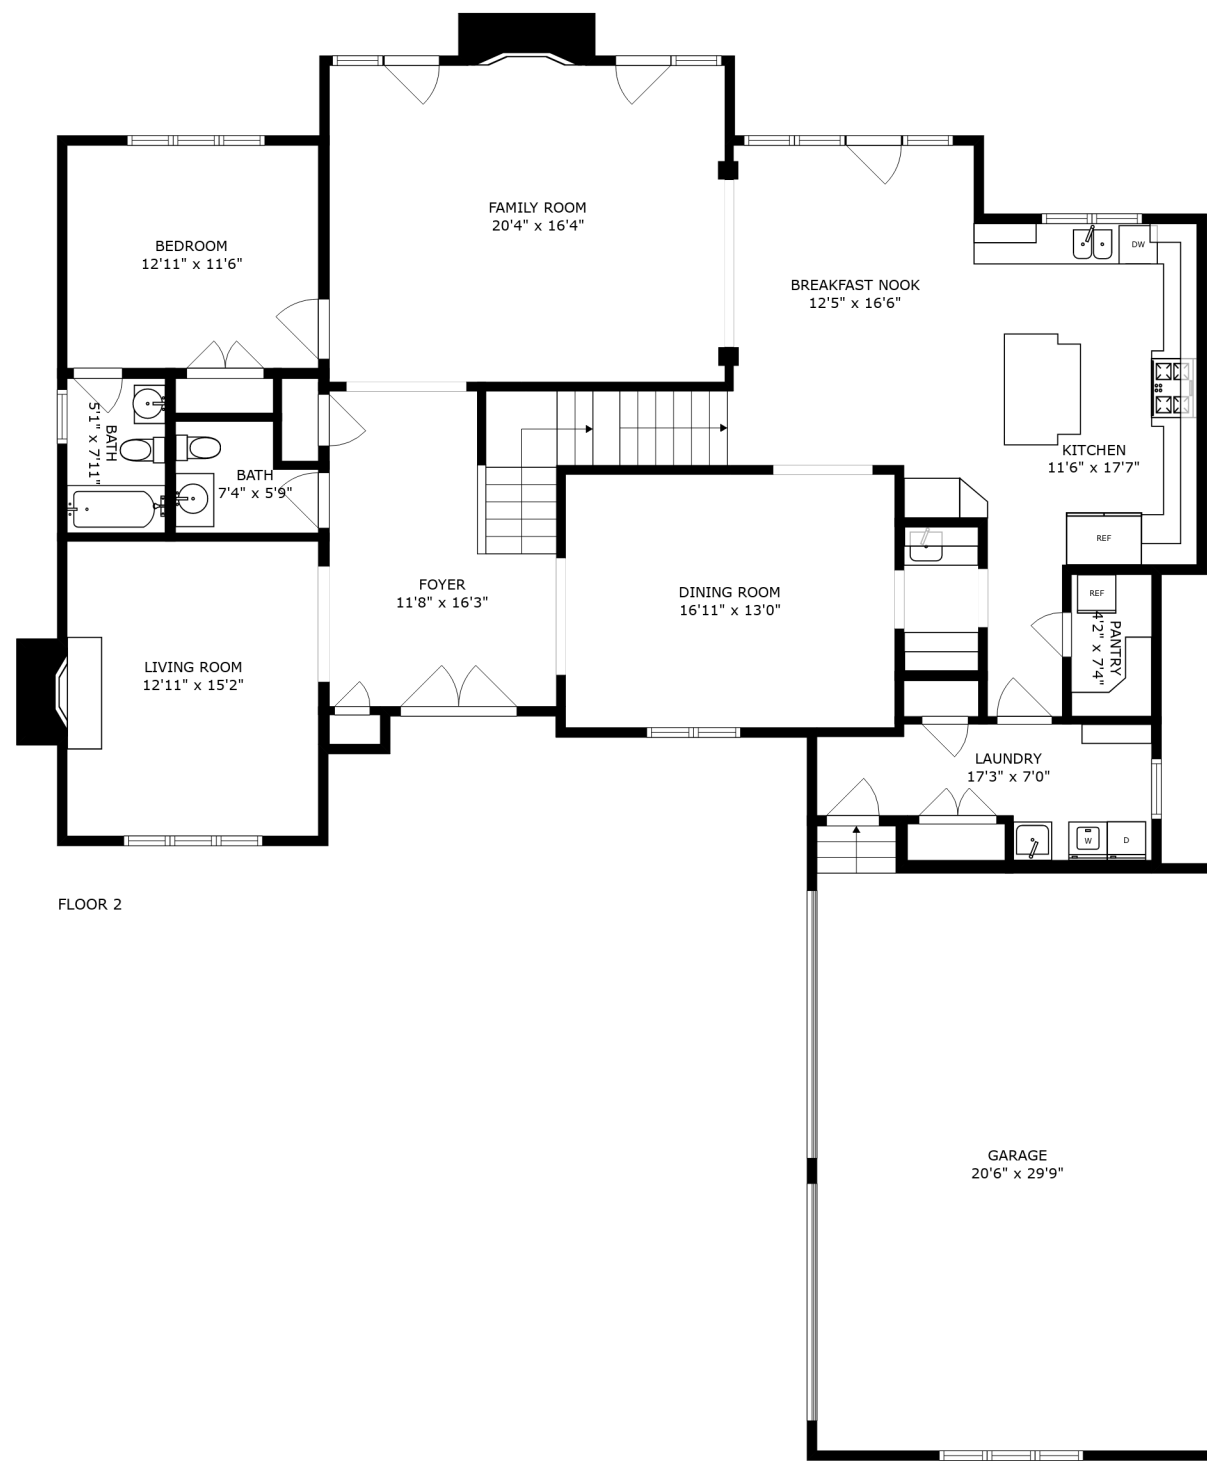 FAMILY ROOM
20'4" x 16'4"
BEDROOM
12'11" x 11'6"
DW
BREAKFAST NOOK
12'5" x 16'6"
BATH
5'1" x 7'11"
BATH
7'4" x 5'9"
KITCHEN
11'6" x 17'7"
REF
FOYER
11'8" x 16'3"
DINING ROOM
16'11" x 13'0"
REF
PANTRY
4'2" x 7'4"
LIVING ROOM
12'11" x 15'2"
LAUNDRY
17'3" x 7'0"
W
D
FLOOR 2
GARAGE
20'6" x 29'9"